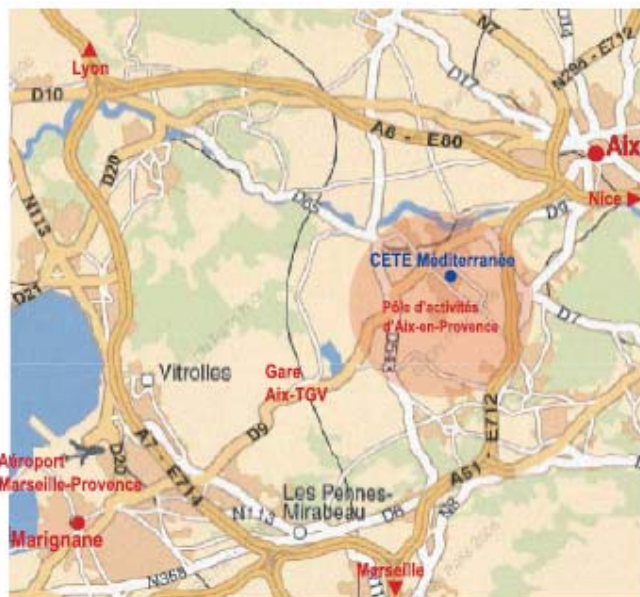 N7
D14
N296 - E712
Lyon
D17
D10
A8 - E80
Aix
D20
Nice
N113
D65
D9
CETE Méditerranée
D21
Pôle d'activités
d'Aix-en-Provence
D7
D543
Gare
Aix-TGV
Vitrolles
D9
A51 - E712
Aéroport
Marseille-Provence
D20
A7 - E714
Les Pennes-
Mirabeau
N113
D6
N8
Marignane
N368
Marseille